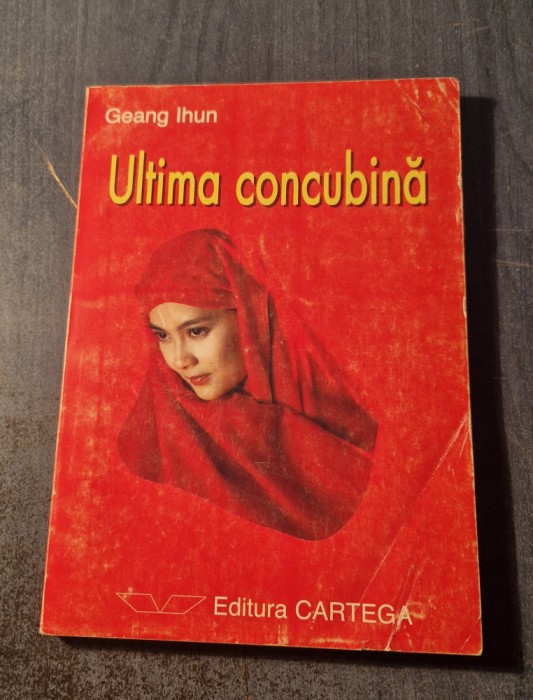 Geang Ihun
Ultima concubină
Editura CARTEGA